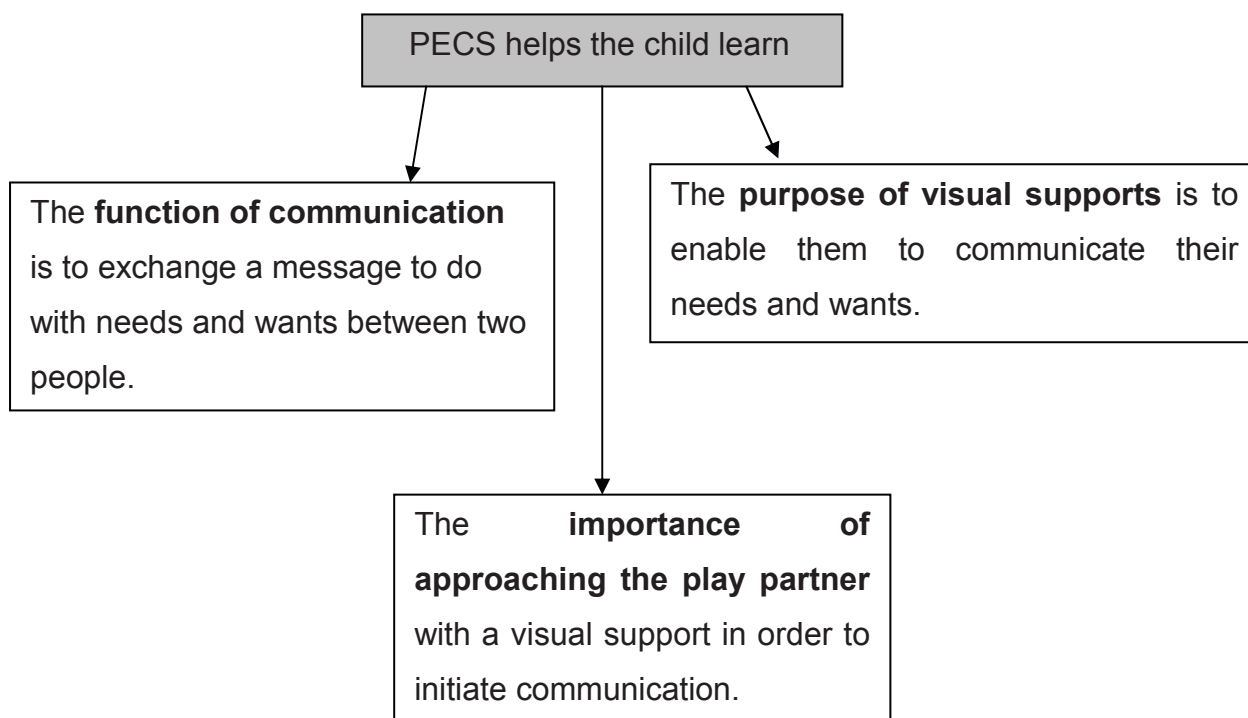 PECS helps the child learn
The function of communication
is to exchange a message to do
with needs and wants between two
people.
The purpose of visual supports is to
enable them to communicate their
needs and wants.
The importance of
approaching the play partner
with a visual support in order to
initiate communication.